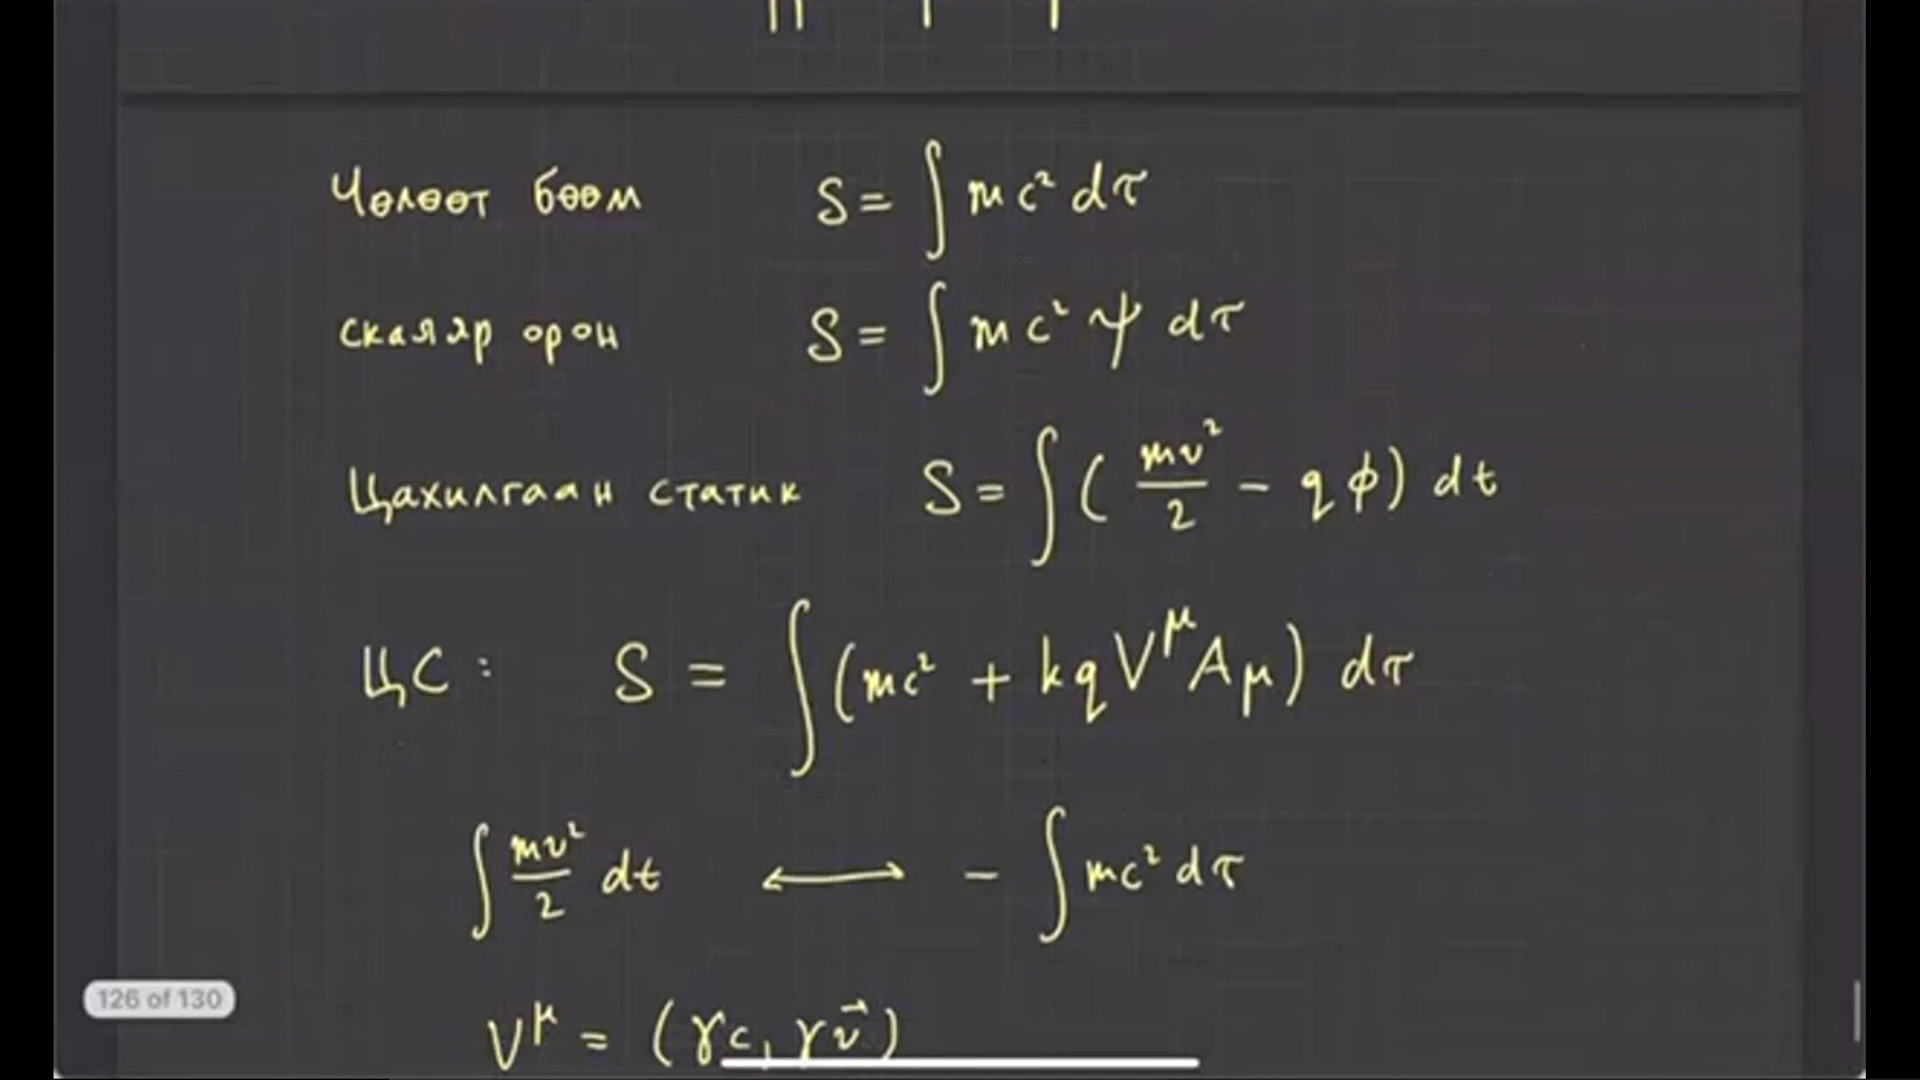 Чөлөөт бөөм S = ∫ mc² dτ
скаляр орон S = ∫ mc² ψ dτ
Цахилгаан статик S = ∫ ( mv²/2 - qφ) dt
ЦС: S = ∫ (mc² + kqV^μ A_μ) dτ
∫ mv²/2 dt ⟷ - ∫ mc² dτ
V^μ = (γc, γv⃗)
126 of 130